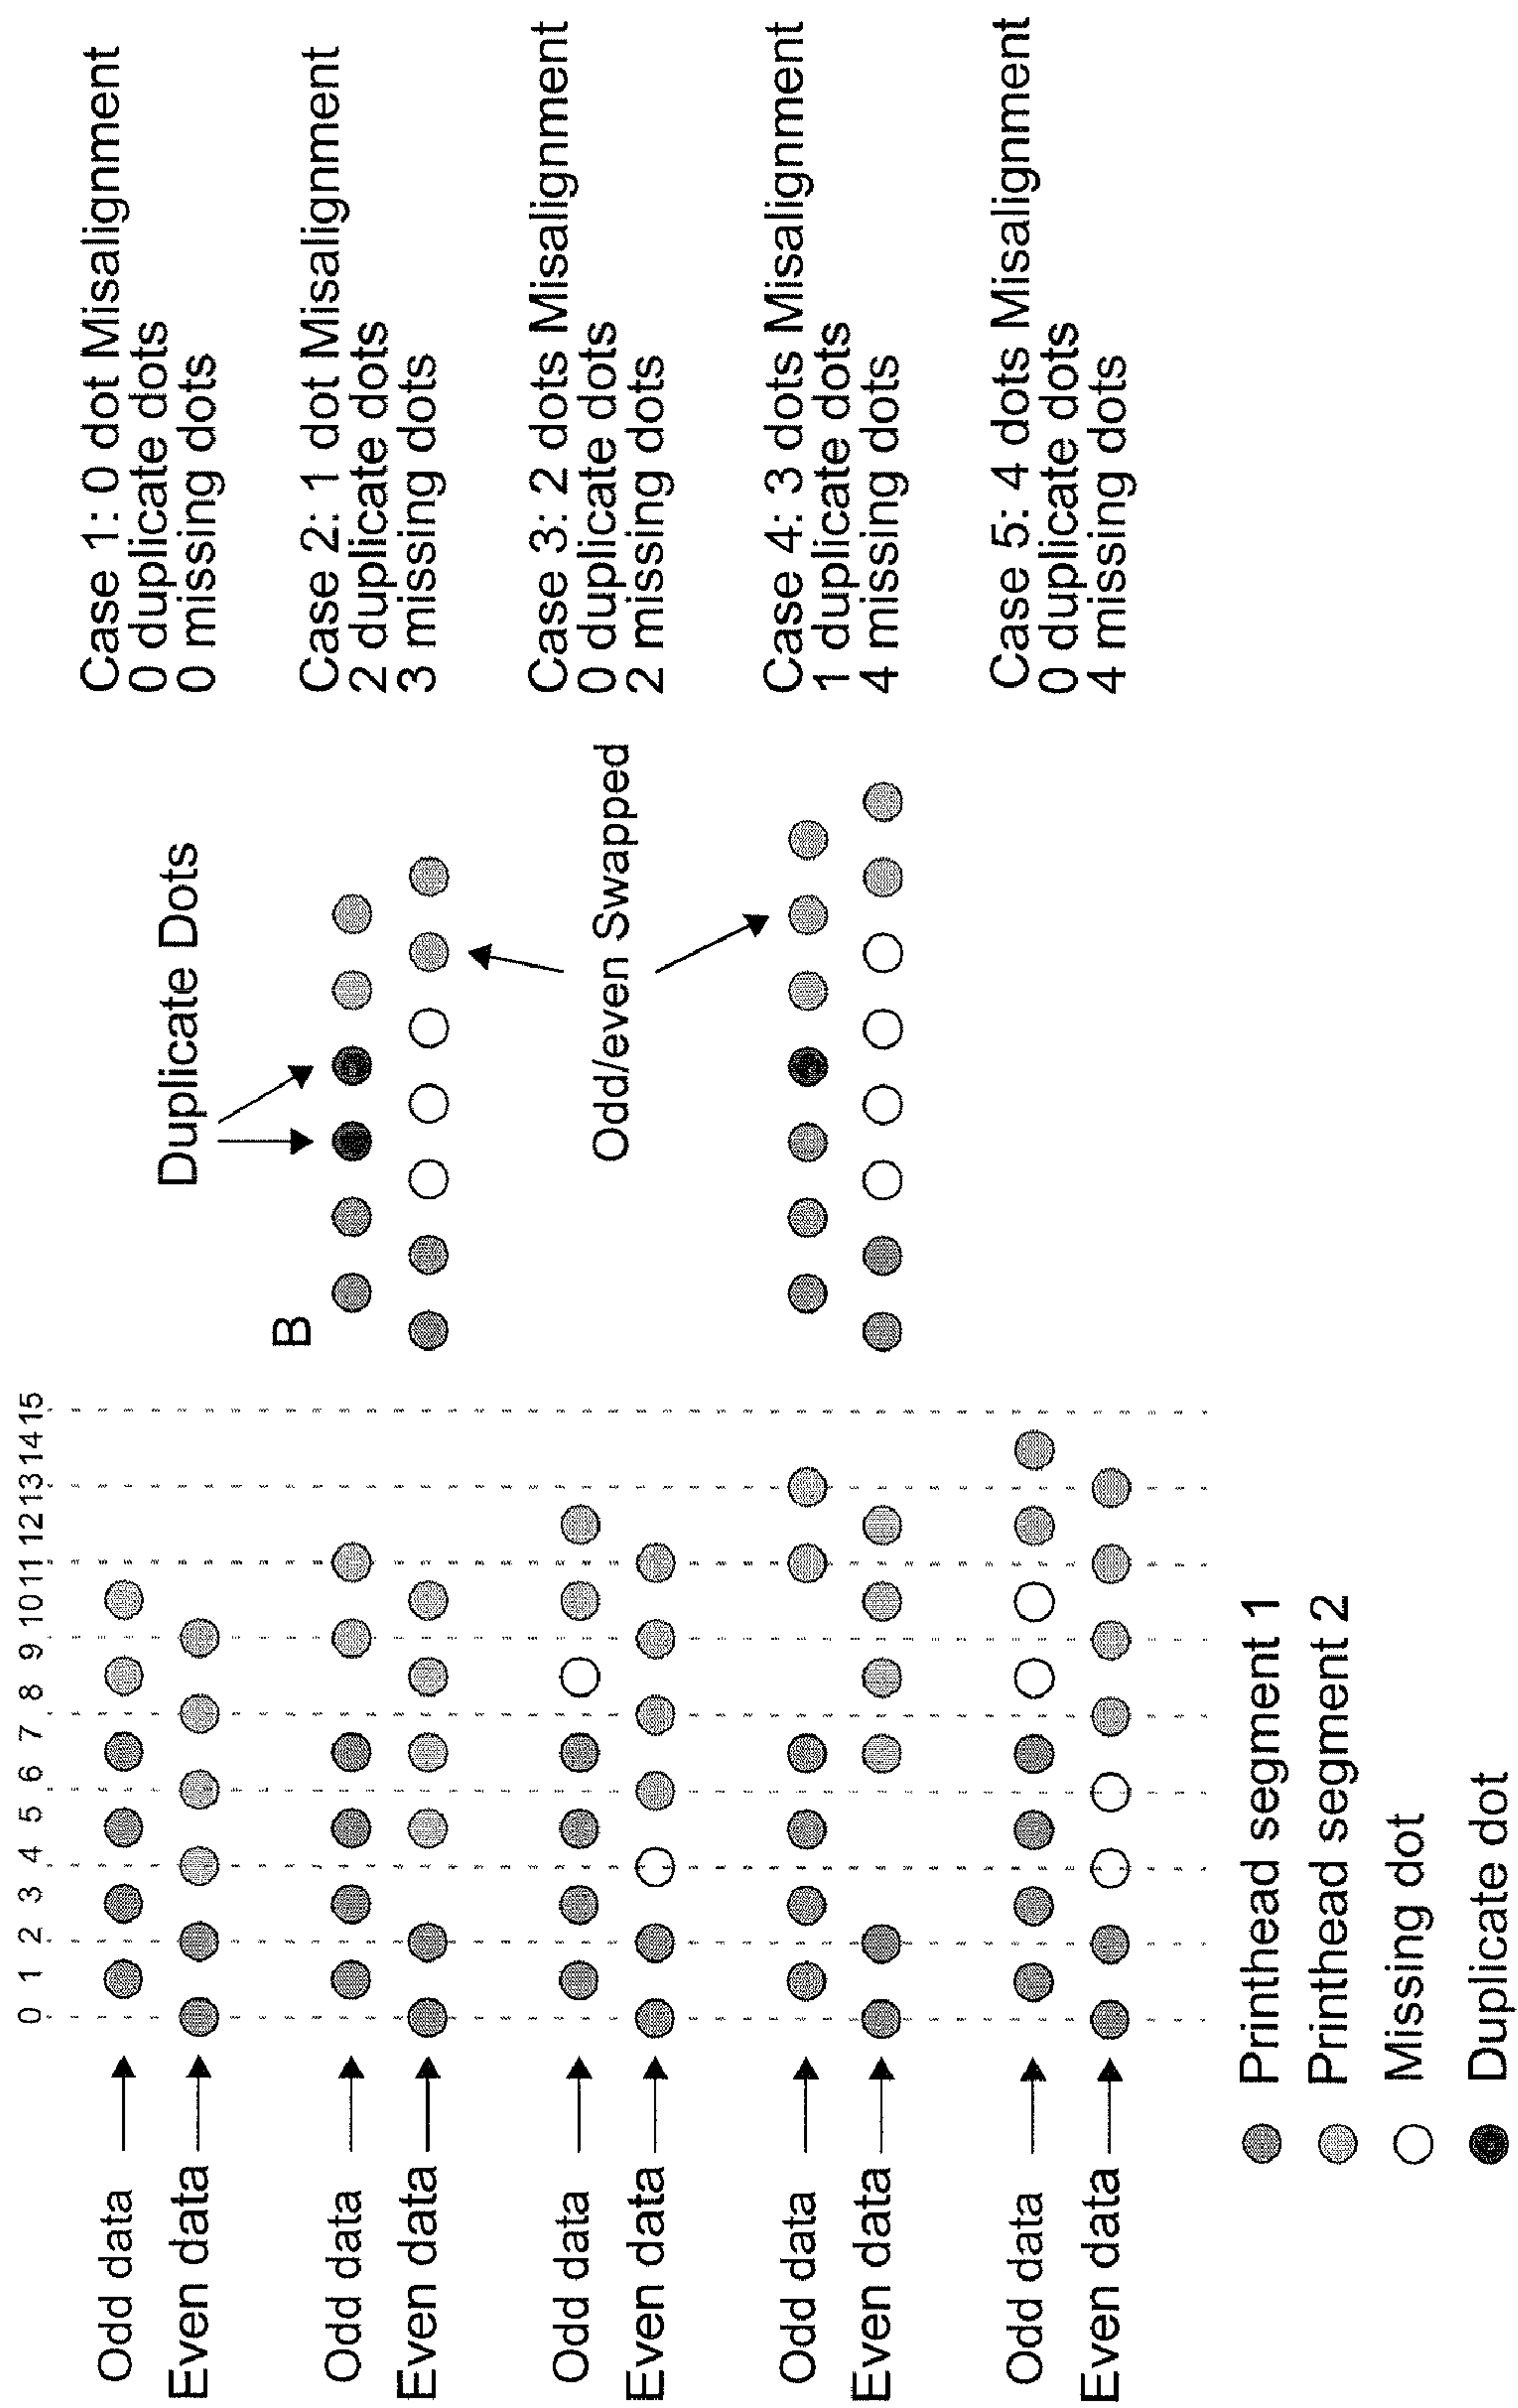 0 1 2 3 4 5 6 7 8 9 10 11 12 13 14 15
Odd data
Even data
Case 1: 0 dot Misalignment
0 duplicate dots
0 missing dots
Duplicate Dots
B
Odd data
Even data
Case 2: 1 dot Misalignment
2 duplicate dots
3 missing dots
Odd data
Even data
Odd/even Swapped
Case 3: 2 dots Misalignment
0 duplicate dots
2 missing dots
Odd data
Even data
Case 4: 3 dots Misalignment
1 duplicate dots
4 missing dots
Odd data
Even data
Case 5: 4 dots Misalignment
0 duplicate dots
4 missing dots
Printhead segment 1
Printhead segment 2
Missing dot
Duplicate dot